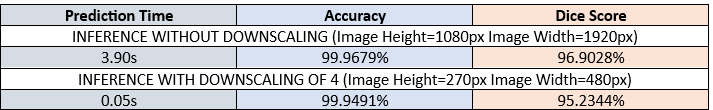 Prediction Time Accuracy Dice Score
INFERENCE WITHOUT DOWNSCALING (Image Height=1080px Image Width=1920px)
3.90s 99.9679% 96.9028%
INFERENCE WITH DOWNSCALING OF 4 (Image Height=270px Image Width=480px)
0.05s 99.9491% 95.2344%